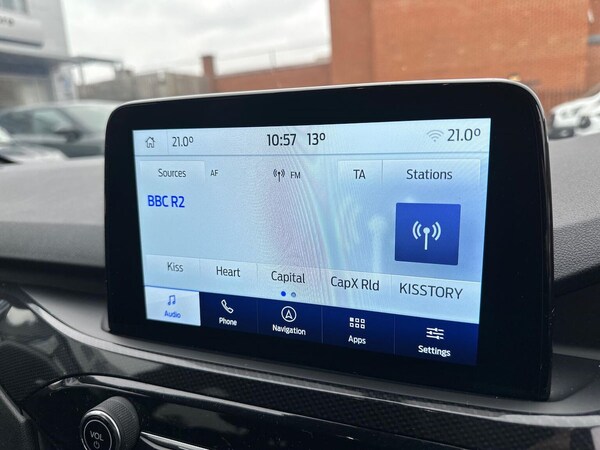 21.0° 10:57 13° 21.0°
Sources AF FM TA Stations
BBC R2
Kiss Heart Capital CapX Rld KISSTORY
Audio Phone Navigation Apps Settings
VOL